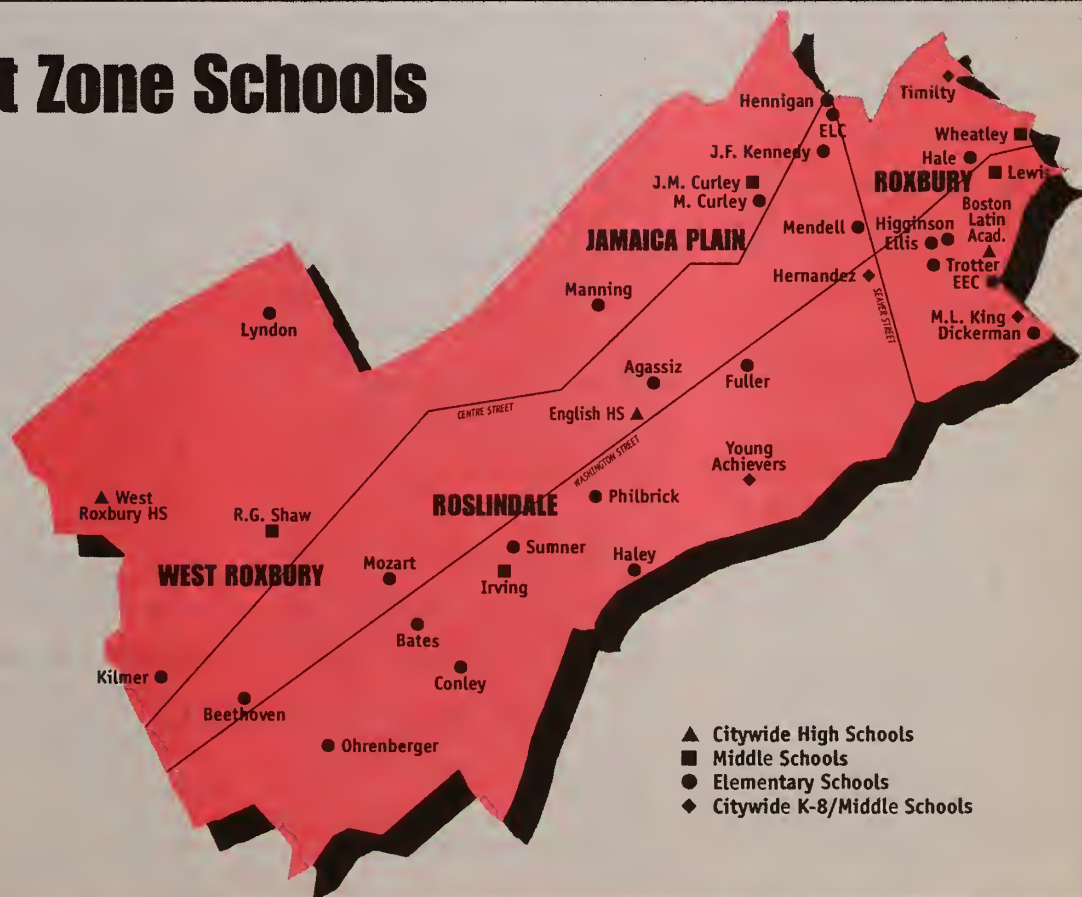 t Zone Schools
Hennigan
ELC
J.F. Kennedy
J.M. Curley
M. Curley
JAMAICA PLAIN
Timilty
Wheatley
Hale
ROXBURY
Lewis
Boston
Latin
Acad.
Higginson
Ellis
Mendell
Trotter
EEC
Hernandez
SEAVER STREET
M.L. King
Dickerman
Manning
Lyndon
Agassiz
Fuller
CENTRE STREET
English HS
WASHINGTON STREET
Young
Achievers
West
Roxbury HS
R.G. Shaw
ROSLINDALE
Philbrick
WEST ROXBURY
Mozart
Sumner
Irving
Haley
Bates
Conley
Kilmer
Beethoven
Ohrenberger
Citywide High Schools
Middle Schools
Elementary Schools
Citywide K-8/Middle Schools